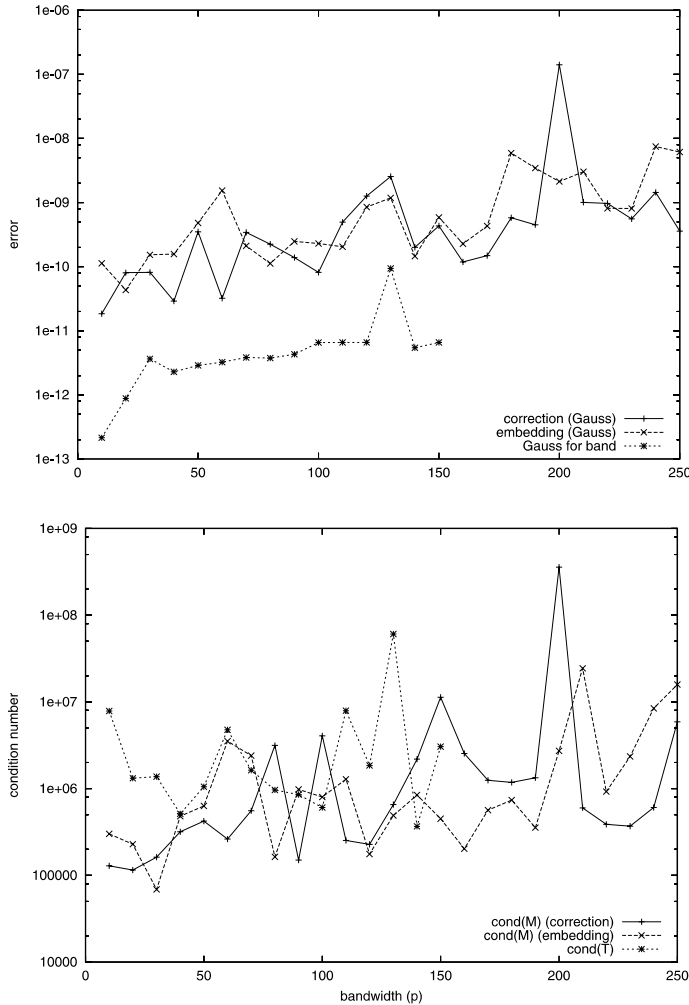 1e-06
1e-07
1e-08
1e-09
1e-10
1e-11
1e-12
1e-13
error
0 50 100 150 200 250
correction (Gauss)
embedding (Gauss)
Gauss for band
1e+09
1e+08
1e+07
1e+06
100000
10000
condition number
0 50 100 150 200 250
bandwidth (p)
cond(M) (correction)
cond(M) (embedding)
cond(T)